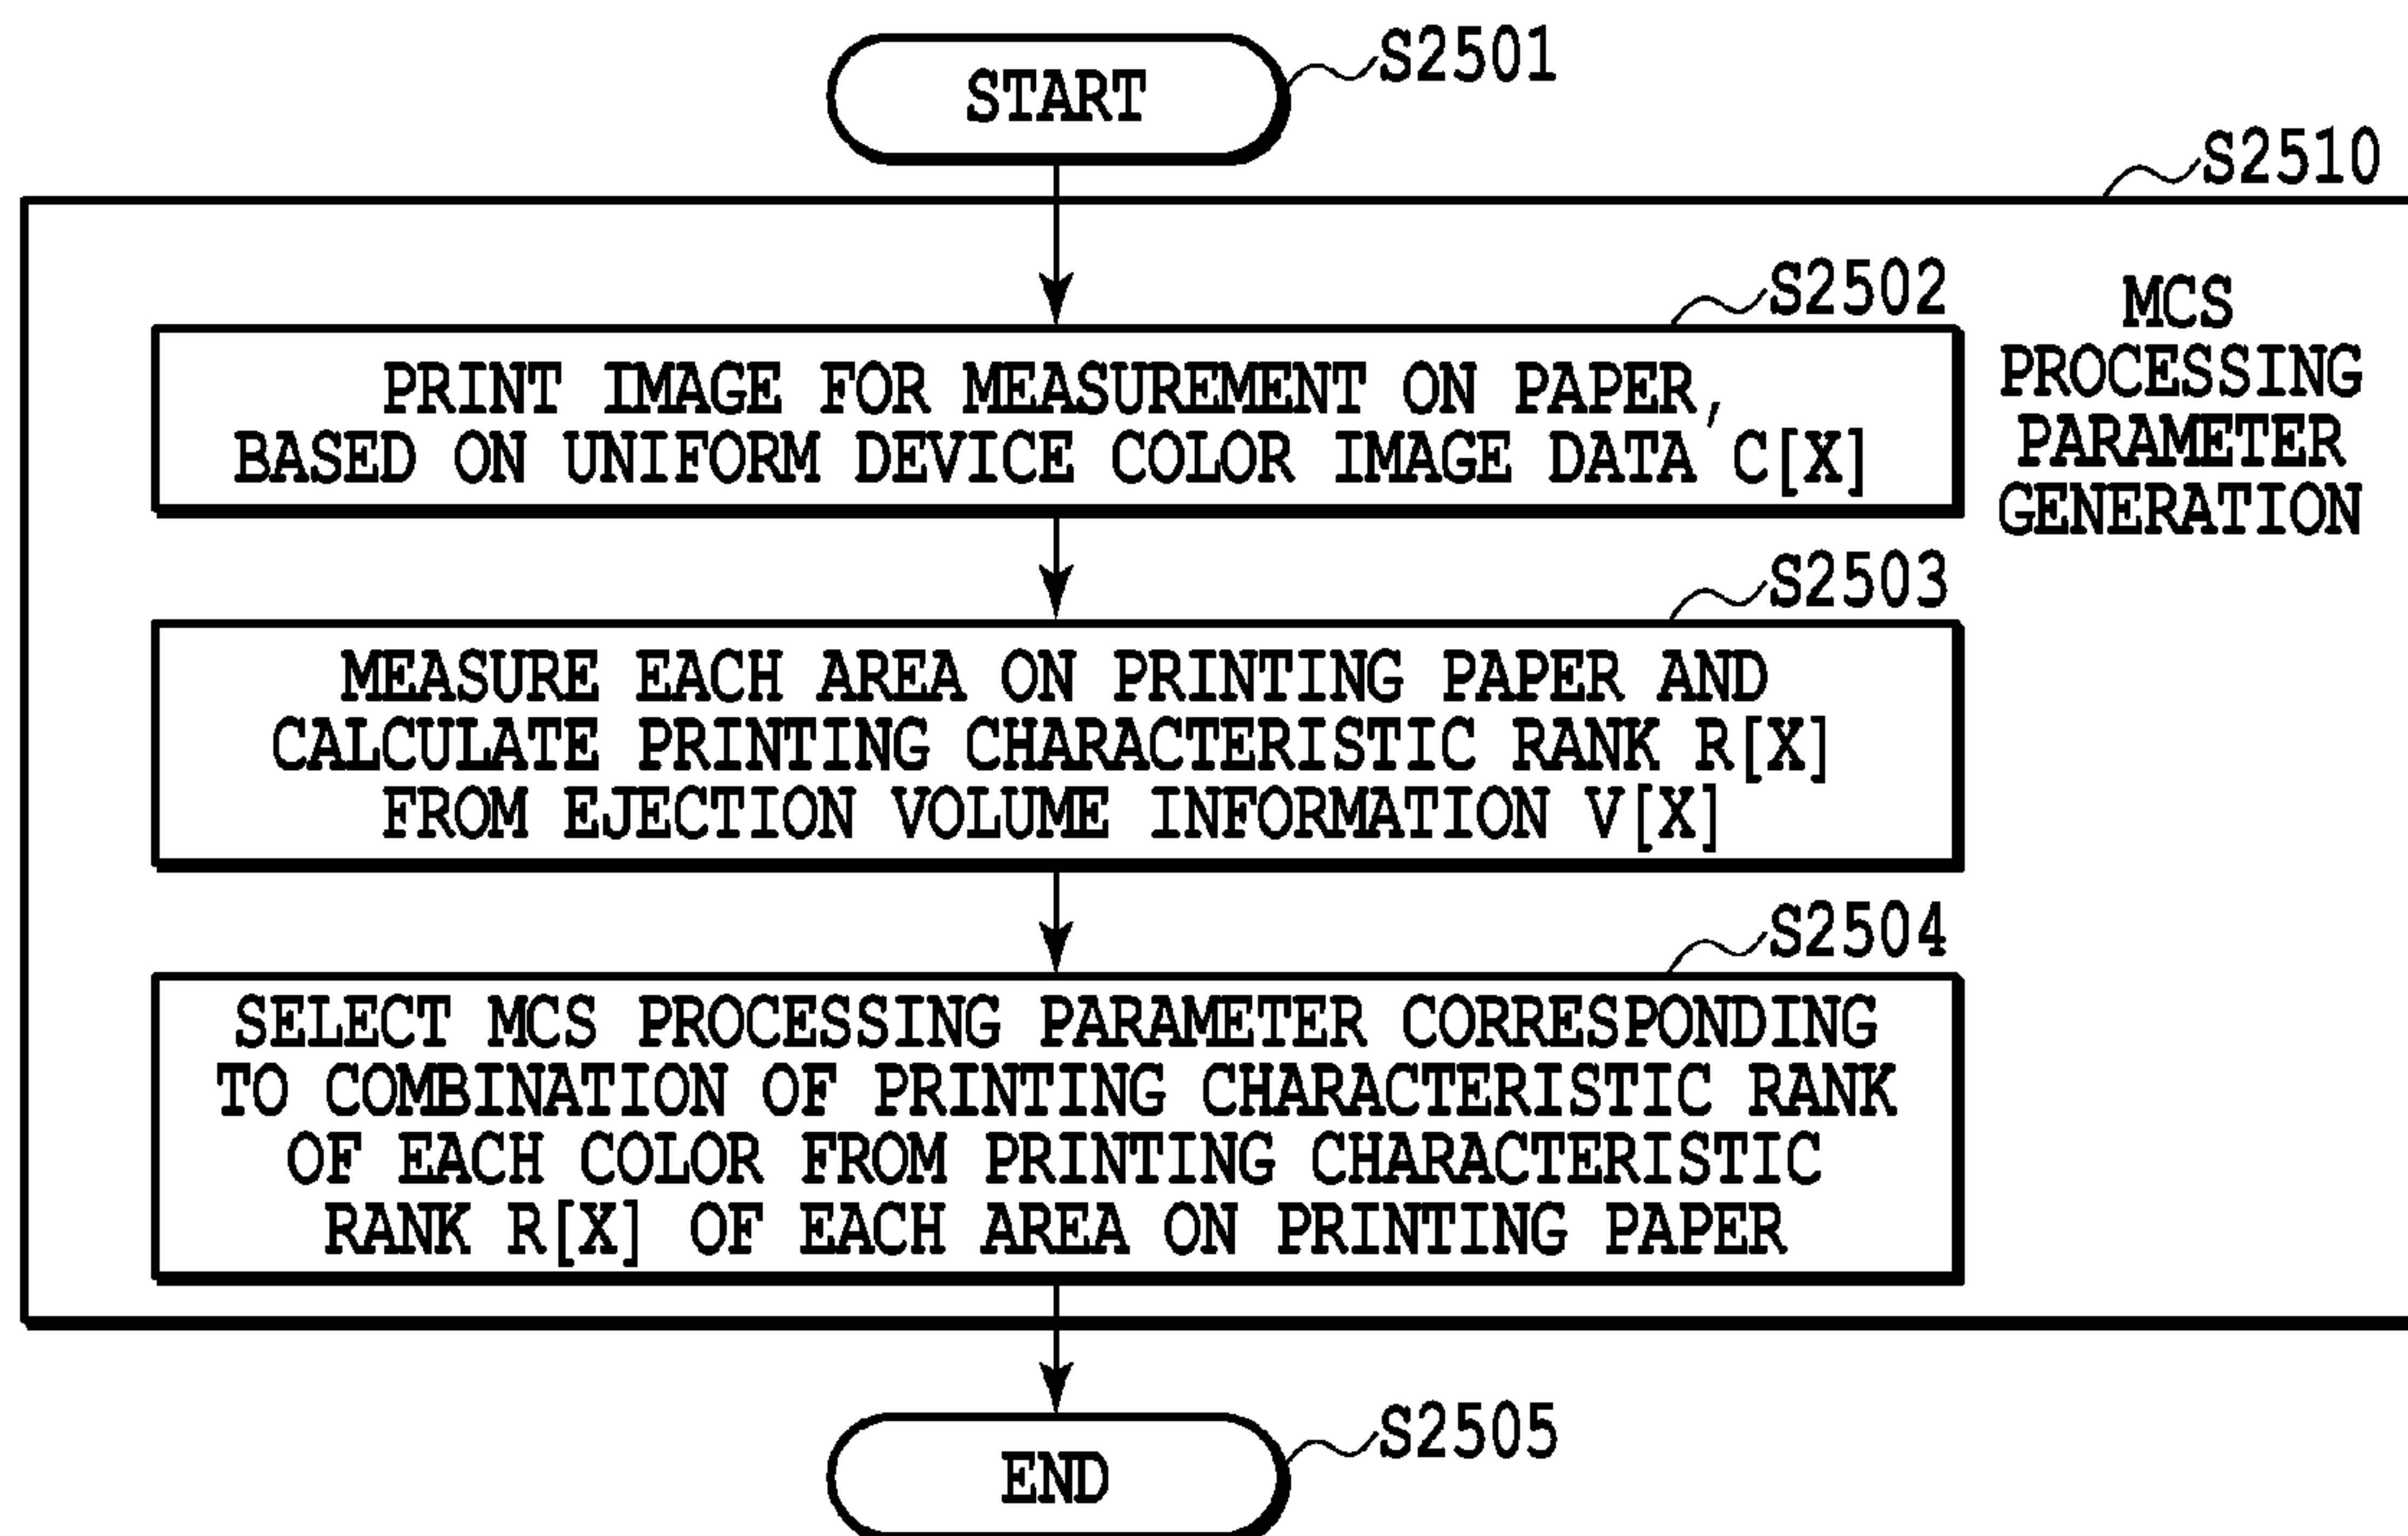 START
S2501
S2510
S2502
PRINT IMAGE FOR MEASUREMENT ON PAPER,
BASED ON UNIFORM DEVICE COLOR IMAGE DATA C[X]
MCS
PROCESSING
PARAMETER
GENERATION
S2503
MEASURE EACH AREA ON PRINTING PAPER AND
CALCULATE PRINTING CHARACTERISTIC RANK R[X]
FROM EJECTION VOLUME INFORMATION V[X]
S2504
SELECT MCS PROCESSING PARAMETER CORRESPONDING
TO COMBINATION OF PRINTING CHARACTERISTIC RANK
OF EACH COLOR FROM PRINTING CHARACTERISTIC
RANK R[X] OF EACH AREA ON PRINTING PAPER
S2505
END